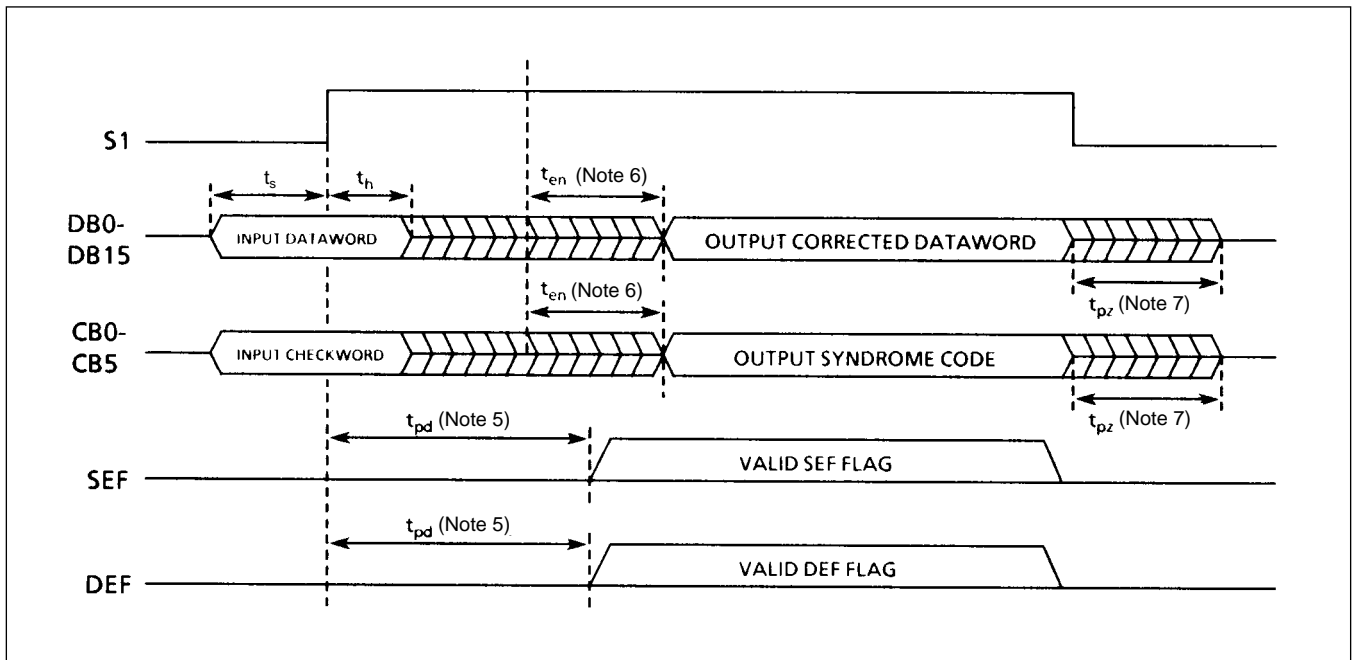 S1
t_s
t_h
t_en (Note 6)
DB0-
DB15
INPUT DATAWORD
OUTPUT CORRECTED DATAWORD
t_en (Note 6)
t_pz (Note 7)
CB0-
CB5
INPUT CHECKWORD
OUTPUT SYNDROME CODE
t_pd (Note 5)
t_pz (Note 7)
SEF
VALID SEF FLAG
t_pd (Note 5)
DEF
VALID DEF FLAG